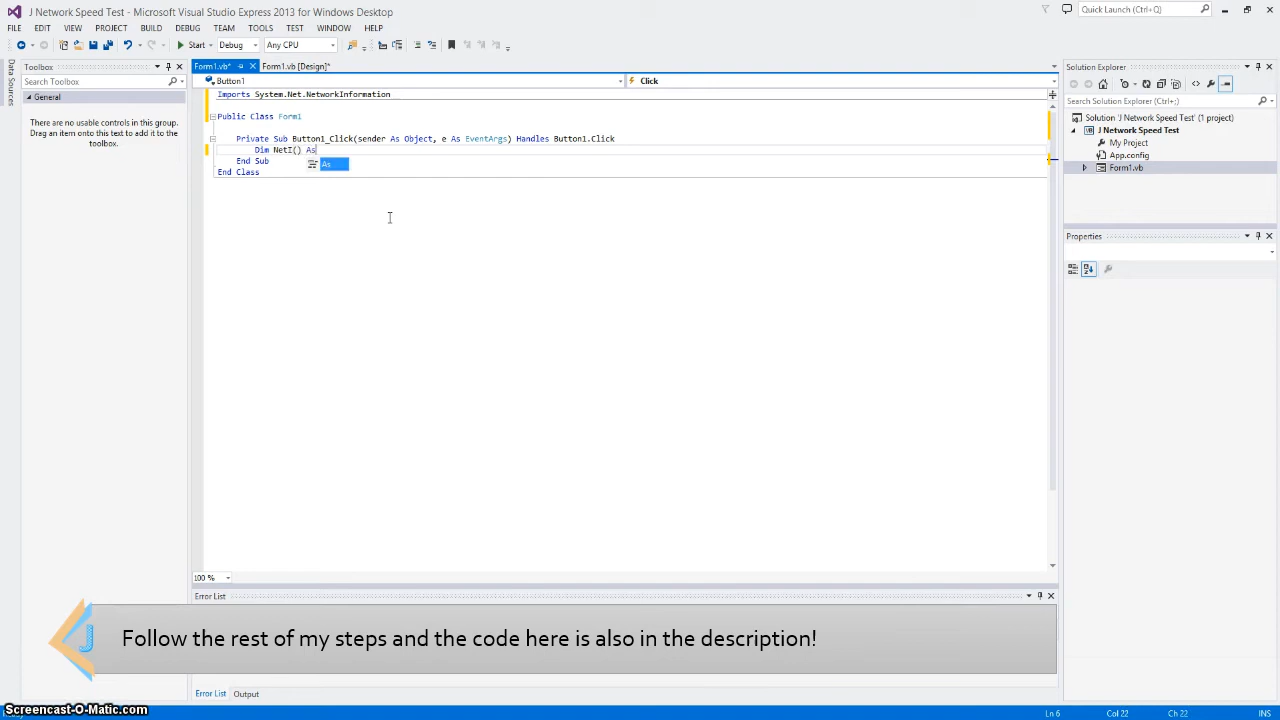 J Network Speed Test - Microsoft Visual Studio Express 2013 for Windows Desktop
Quick Launch (Ctrl+Q)
FILE EDIT VIEW PROJECT BUILD DEBUG TEAM TOOLS TEST WINDOW HELP
Start Debug Any CPU
Data Sources
Toolbox
Search Toolbox
General
There are no usable controls in this group.
Drag an item onto this text to add it to the
toolbox.
Form1.vb* Form1.vb [Design]*
Button1 Click
Imports System.Net.NetworkInformation
Public Class Form1
Private Sub Button1_Click(sender As Object, e As EventArgs) Handles Button1.Click
Dim NetI() As
As
End Sub
End Class
100 %
Error List
Solution Explorer
Search Solution Explorer (Ctrl+;)
Solution 'J Network Speed Test' (1 project)
J Network Speed Test
My Project
App.config
Form1.vb
Properties
J
Follow the rest of my steps and the code here is also in the description!
Error List Output
Screencast-O-Matic.com
Ln 6 Col 22 Ch 22 INS